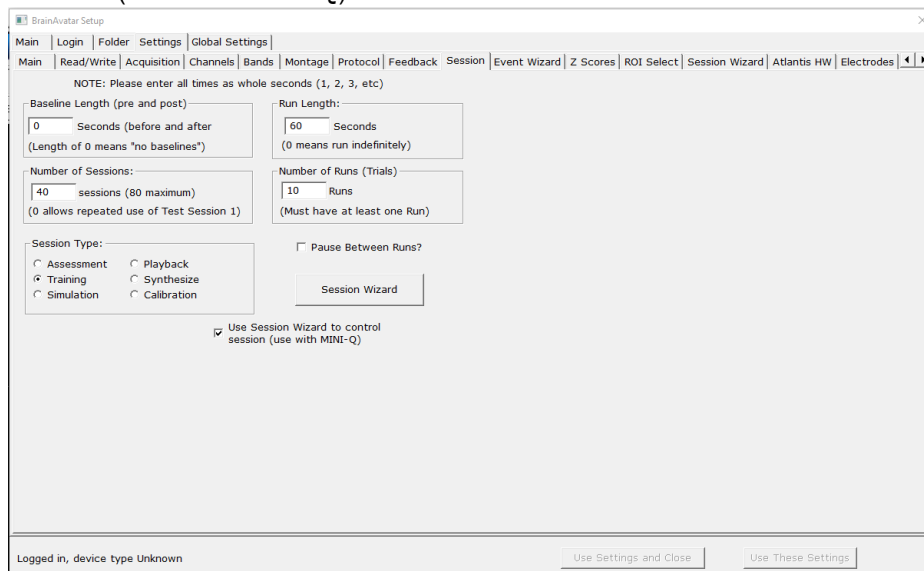 BrainAvatar Setup
Main Login Folder Settings Global Settings
Main Read/Write Acquisition Channels Bands Montage Protocol Feedback Session Event Wizard Z Scores ROI Select Session Wizard Atlantis HW Electrodes
NOTE: Please enter all times as whole seconds (1, 2, 3, etc)
Baseline Length (pre and post)
0 Seconds (before and after
(Length of 0 means "no baselines")
Run Length:
60 Seconds
(0 means run indefinitely)
Number of Sessions:
40 sessions (80 maximum)
(0 allows repeated use of Test Session 1)
Number of Runs (Trials)
10 Runs
(Must have at least one Run)
Session Type:
Assessment Playback
Training Synthesize
Simulation Calibration
Pause Between Runs?
Session Wizard
Use Session Wizard to control
session (use with MINI-Q)
Logged in, device type Unknown
Use Settings and Close
Use These Settings